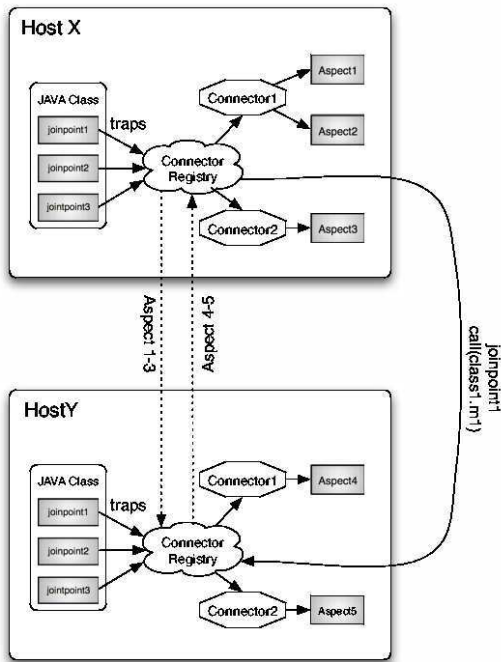 Host X
JAVA Class
joinpoint1
joinpoint2
jointpoint3
traps
Connector
Registry
Connector1
Connector2
Aspect1
Aspect2
Aspect3
Aspect 1-3
Aspect 4-5
joinpoint1
call(class1.m1)
HostY
JAVA Class
joinpoint1
joinpoint2
jointpoint3
traps
Connector
Registry
Connector1
Connector2
Aspect4
Aspect5